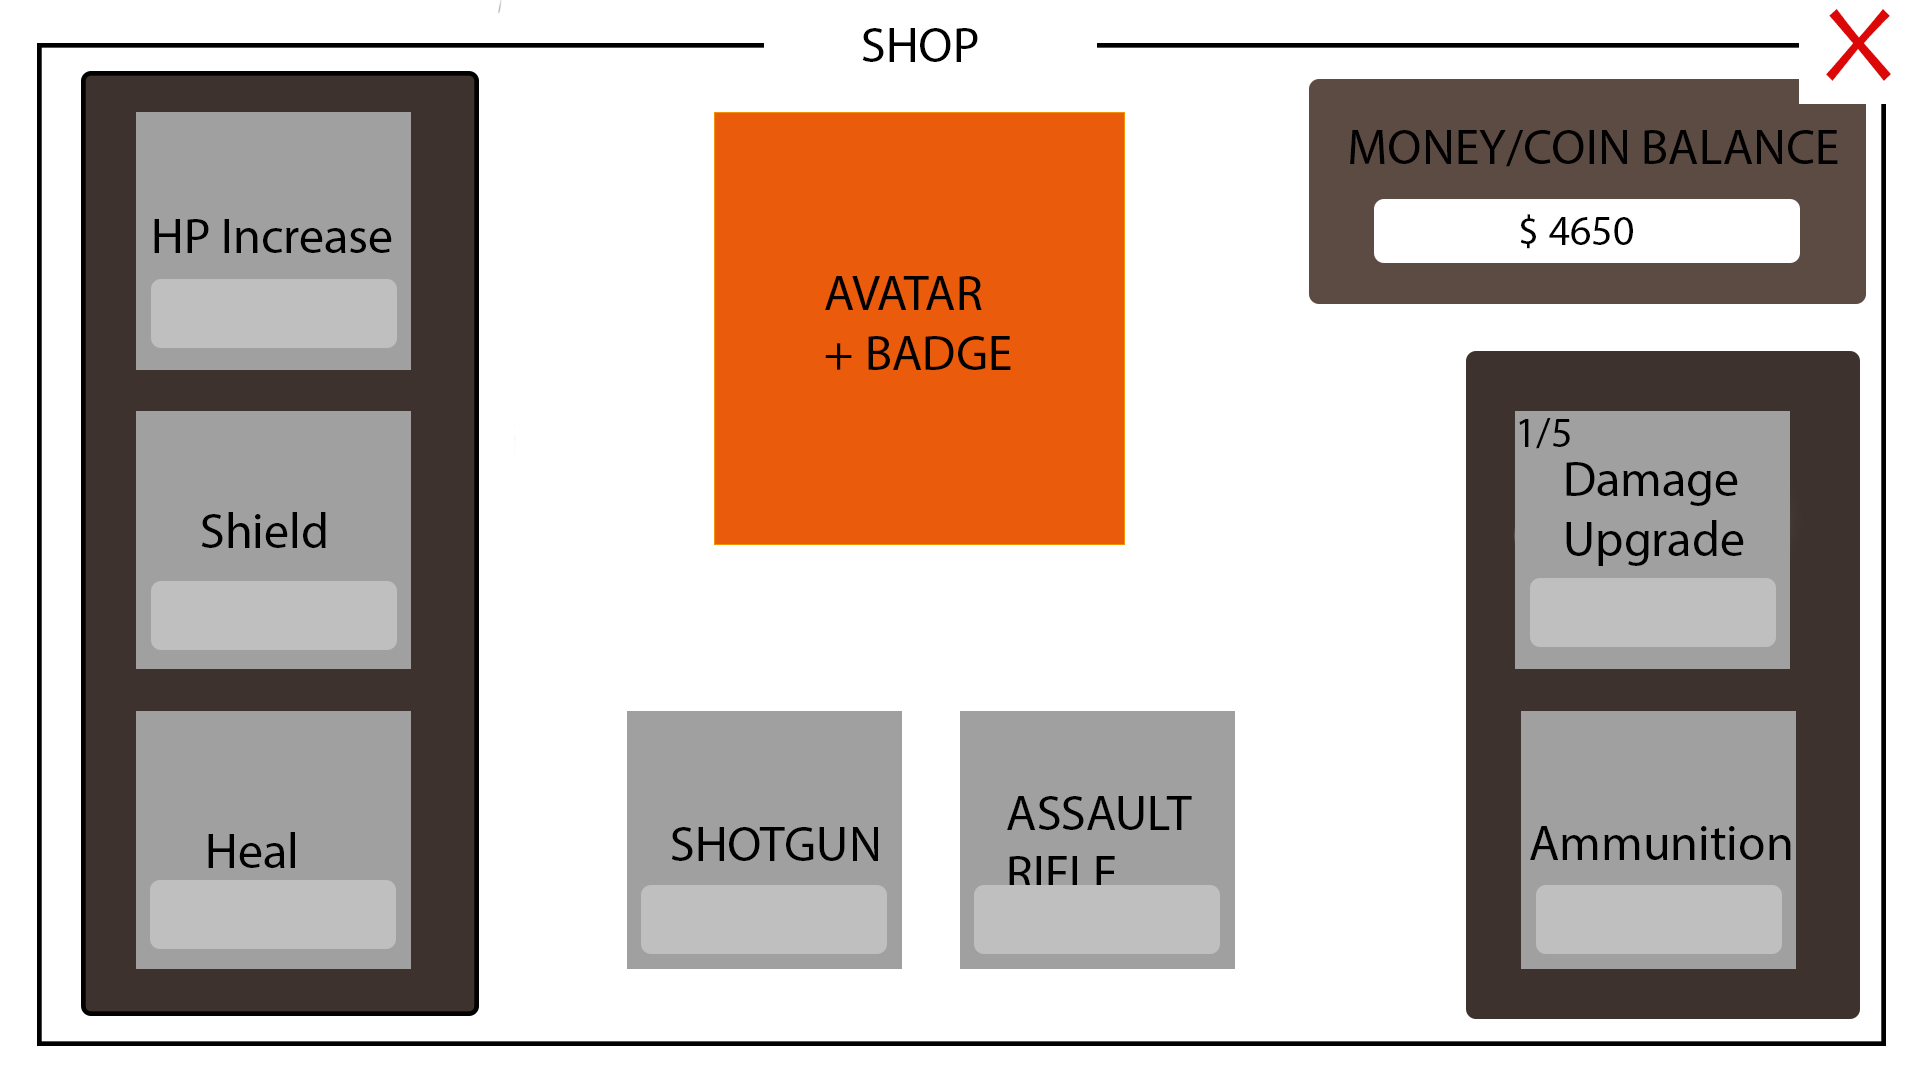 SHOP
HP Increase
Shield
Heal
AVATAR
+ BADGE
SHOTGUN
ASSAULT
RIFLE
MONEY/COIN BALANCE
$ 4650
1/5
Damage
Upgrade
Ammunition